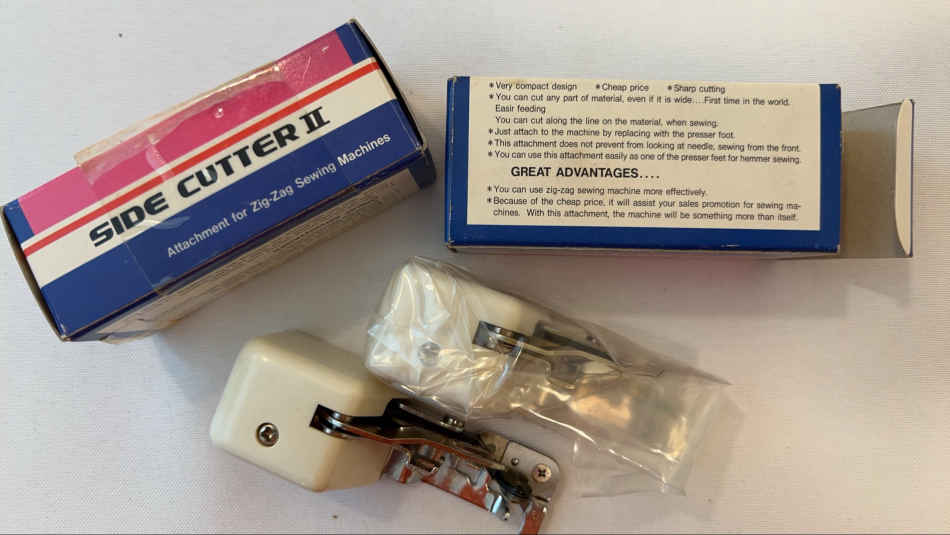 SIDE CUTTER II
Attachment for Zig-Zag Sewing Machines
* Very compact design * Cheap price * Sharp cutting
* You can cut any part of material, even if it is wide....First time in the world.
Easir feeding
You can cut along the line on the material, when sewing.
* Just attach to the machine by replacing with the presser foot.
* This attachment does not prevent from looking at needle, sewing from the front.
* You can use this attachment easily as one of the presser feet for hemmer sewing.
GREAT ADVANTAGES....
* You can use zig-zag sewing machine more effectively.
* Because of the cheap price, it will assist your sales promotion for sewing ma-
chines. With this attachment, the machine will be something more than itself.